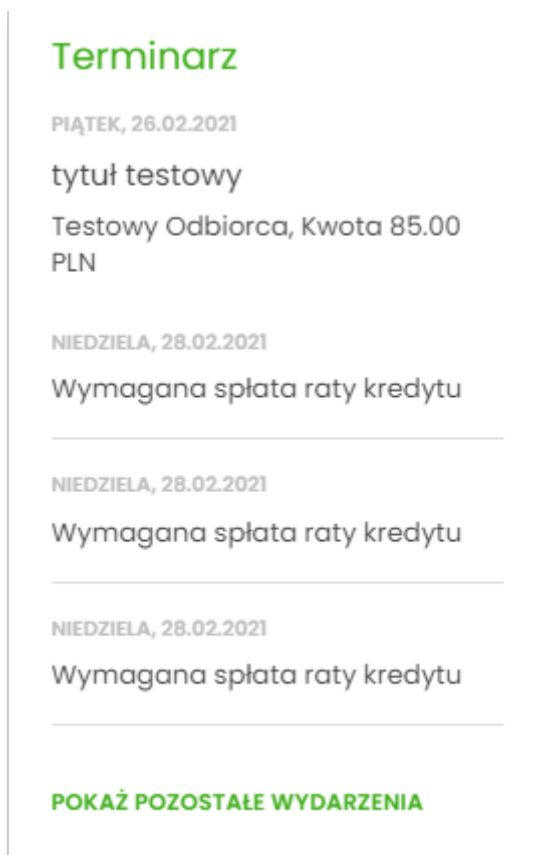 Terminarz
PIĄTEK, 26.02.2021
tytuł testowy
Testowy Odbiorca, Kwota 85.00
PLN
NIEDZIELA, 28.02.2021
Wymagana spłata raty kredytu
NIEDZIELA, 28.02.2021
Wymagana spłata raty kredytu
NIEDZIELA, 28.02.2021
Wymagana spłata raty kredytu
POKAŻ POZOSTAŁE WYDARZENIA